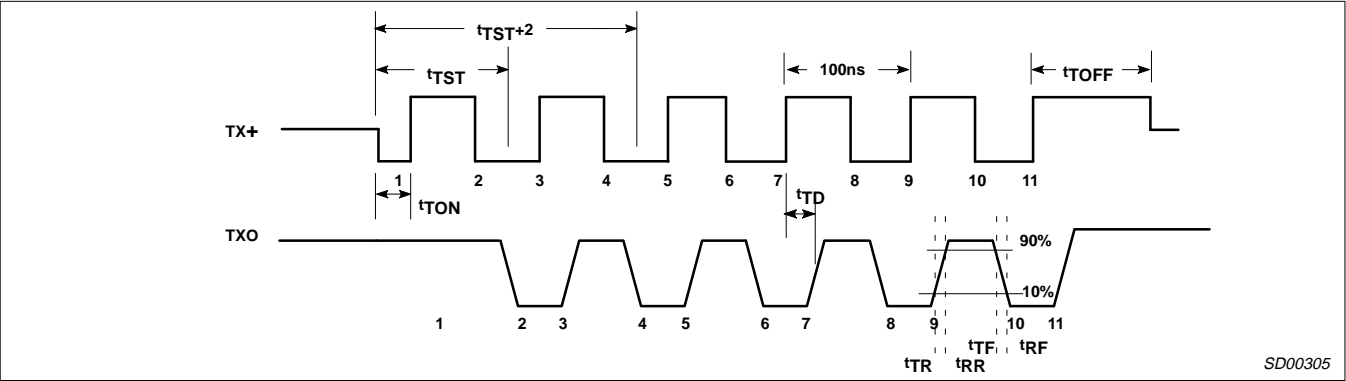 tTST+2
tTST
100ns
tTOFF
TX+
1 2 3 4 5 6 7 8 9 10 11
tTON
tTD
TXO
90%
10%
1 2 3 4 5 6 7 8 9 10 11
tTR tRR tTF tRF
SD00305